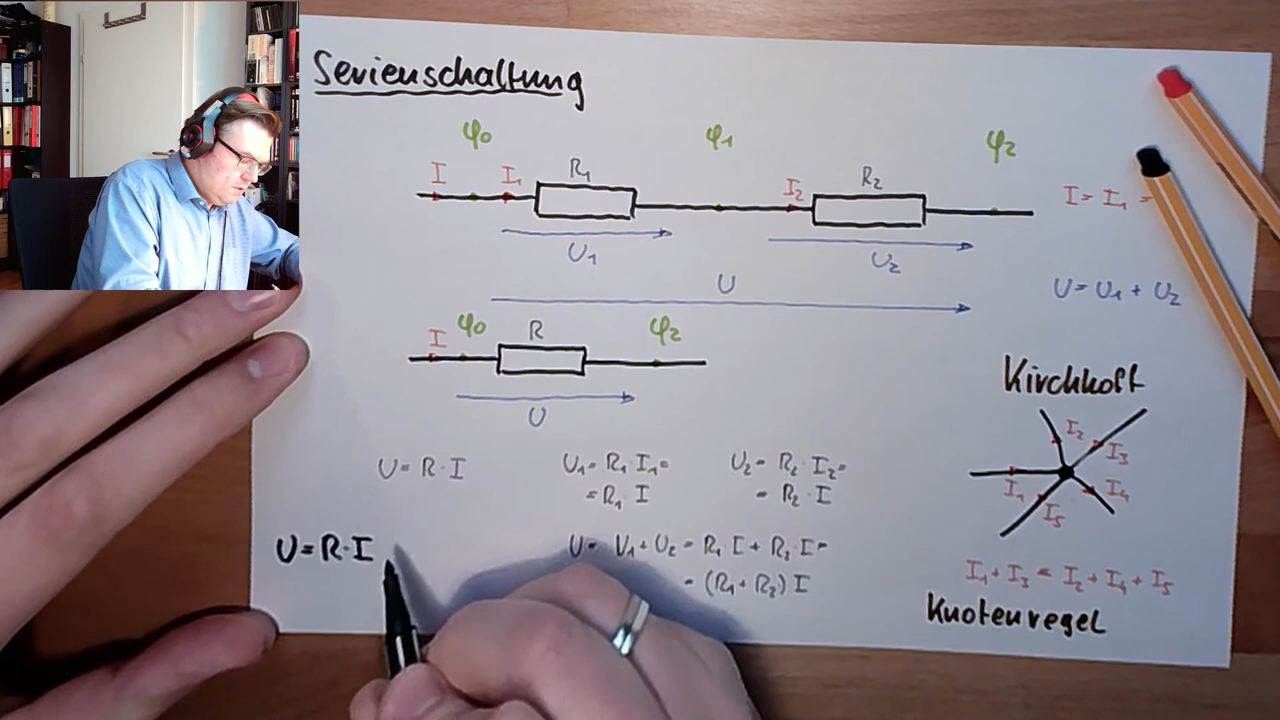 Serienschaltung
φ0 φ1 φ2
I I1 R1 I2 R2
I = I1 =
U1 U2
U
U = U1 + U2
I φ0 R φ2
U
Kirchhoff
I2 I3
I1 I4
I5
U = R · I
U1 = R1 · I1 =
= R1 · I
U2 = R2 · I2 =
= R2 · I
U = R · I
U = U1 + U2 = R1 · I + R2 · I =
= (R1 + R2) I
I1 + I3 = I2 + I4 + I5
Knotenregel